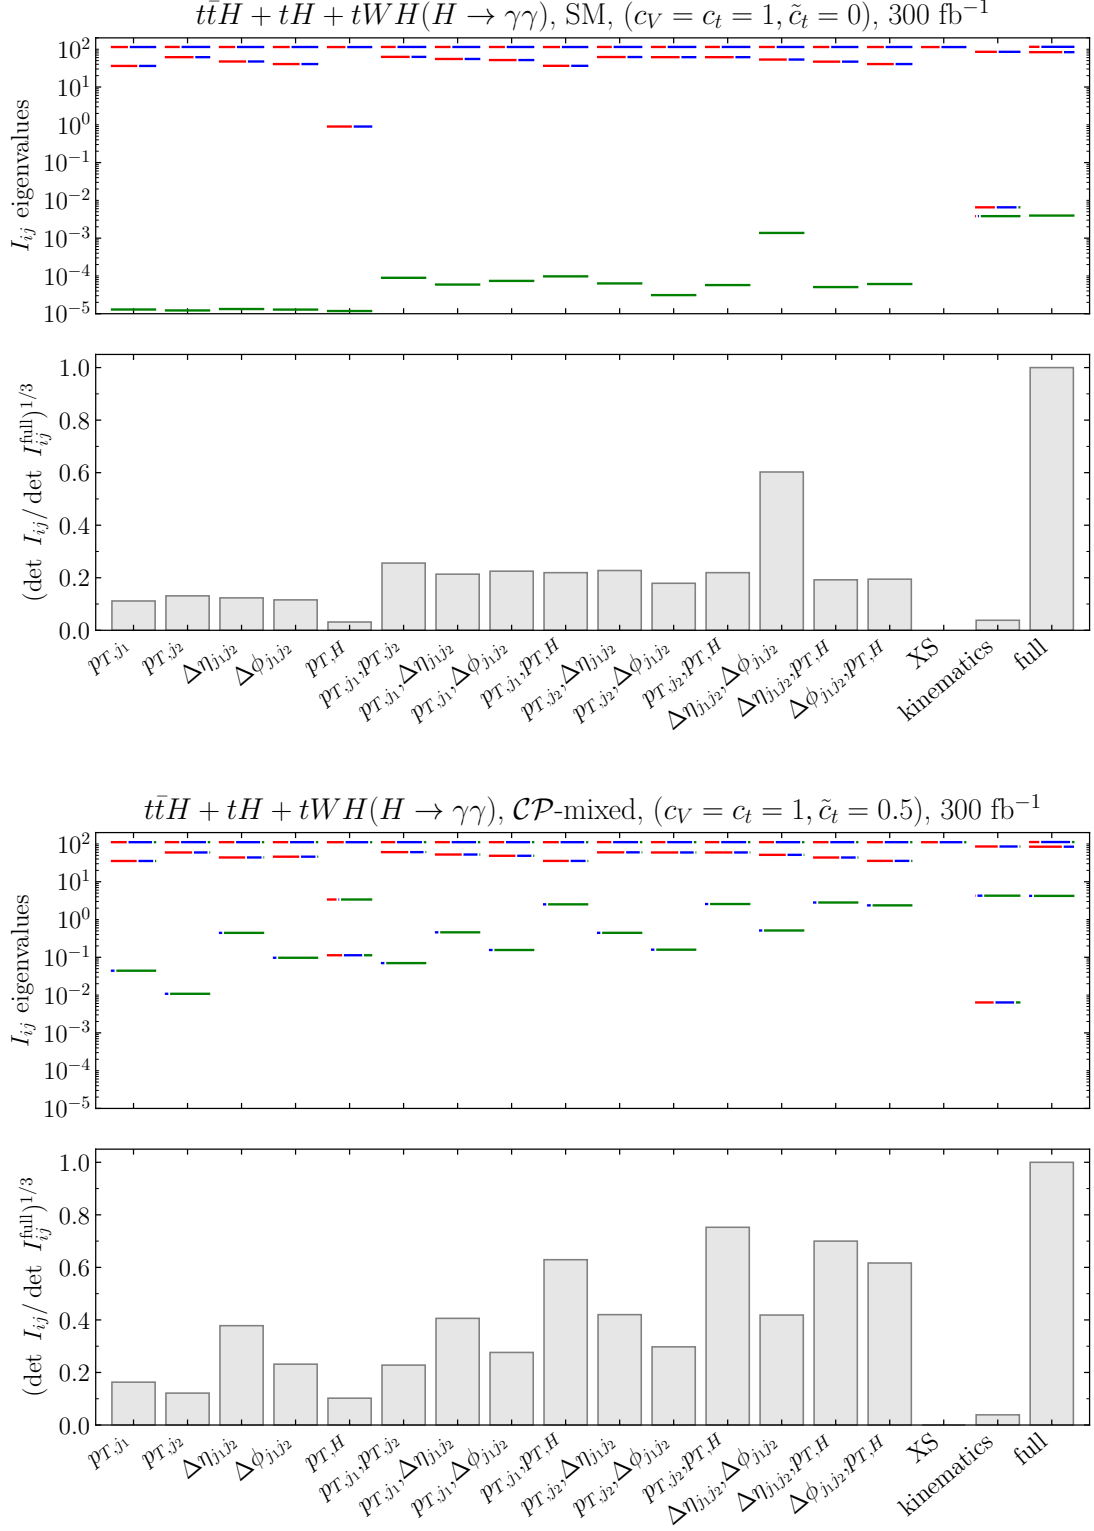 tt̄H + tH + tWH(H → γγ), SM, (c_V = c_t = 1, c̃_t = 0), 300 fb⁻¹
I_ij eigenvalues
10²
10¹
10⁰
10⁻¹
10⁻²
10⁻³
10⁻⁴
10⁻⁵
(det I_ij / det I_ij^full)^1/3
1.0
0.8
0.6
0.4
0.2
0.0
p_T,j₁
p_T,j₂
Δη_j₁j₂
Δϕ_j₁j₂
p_T,H
p_T,j₁, p_T,j₂
p_T,j₁, Δη_j₁j₂
p_T,j₁, Δϕ_j₁j₂
p_T,j₁, p_T,H
p_T,j₂, Δη_j₁j₂
p_T,j₂, Δϕ_j₁j₂
p_T,j₂, p_T,H
Δη_j₁j₂, Δϕ_j₁j₂
Δη_j₁j₂, p_T,H
Δϕ_j₁j₂, p_T,H
XS
kinematics
full
tt̄H + tH + tWH(H → γγ), 𝒞𝒫-mixed, (c_V = c_t = 1, c̃_t = 0.5), 300 fb⁻¹
I_ij eigenvalues
10²
10¹
10⁰
10⁻¹
10⁻²
10⁻³
10⁻⁴
10⁻⁵
(det I_ij / det I_ij^full)^1/3
1.0
0.8
0.6
0.4
0.2
0.0
p_T,j₁
p_T,j₂
Δη_j₁j₂
Δϕ_j₁j₂
p_T,H
p_T,j₁, p_T,j₂
p_T,j₁, Δη_j₁j₂
p_T,j₁, Δϕ_j₁j₂
p_T,j₁, p_T,H
p_T,j₂, Δη_j₁j₂
p_T,j₂, Δϕ_j₁j₂
p_T,j₂, p_T,H
Δη_j₁j₂, Δϕ_j₁j₂
Δη_j₁j₂, p_T,H
Δϕ_j₁j₂, p_T,H
XS
kinematics
full